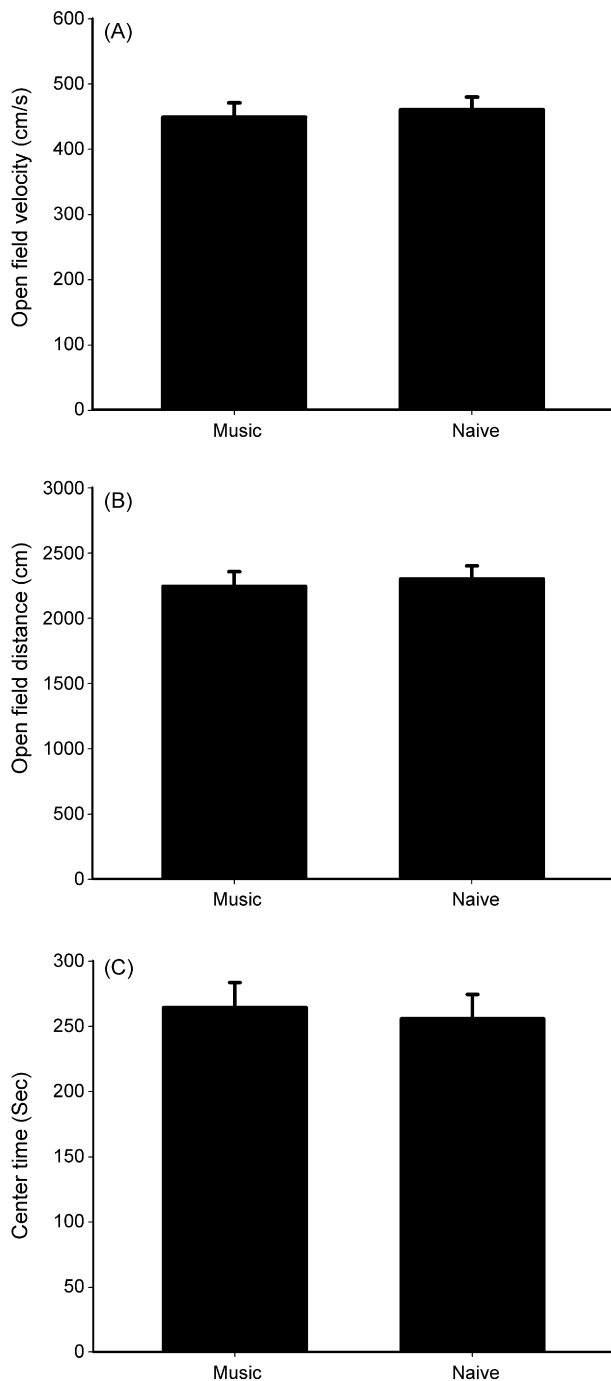 (A)
Open field velocity (cm/s)
600
500
400
300
200
100
0
Music Naive
(B)
Open field distance (cm)
3000
2500
2000
1500
1000
500
0
Music Naive
(C)
Center time (Sec)
300
250
200
150
100
50
0
Music Naive